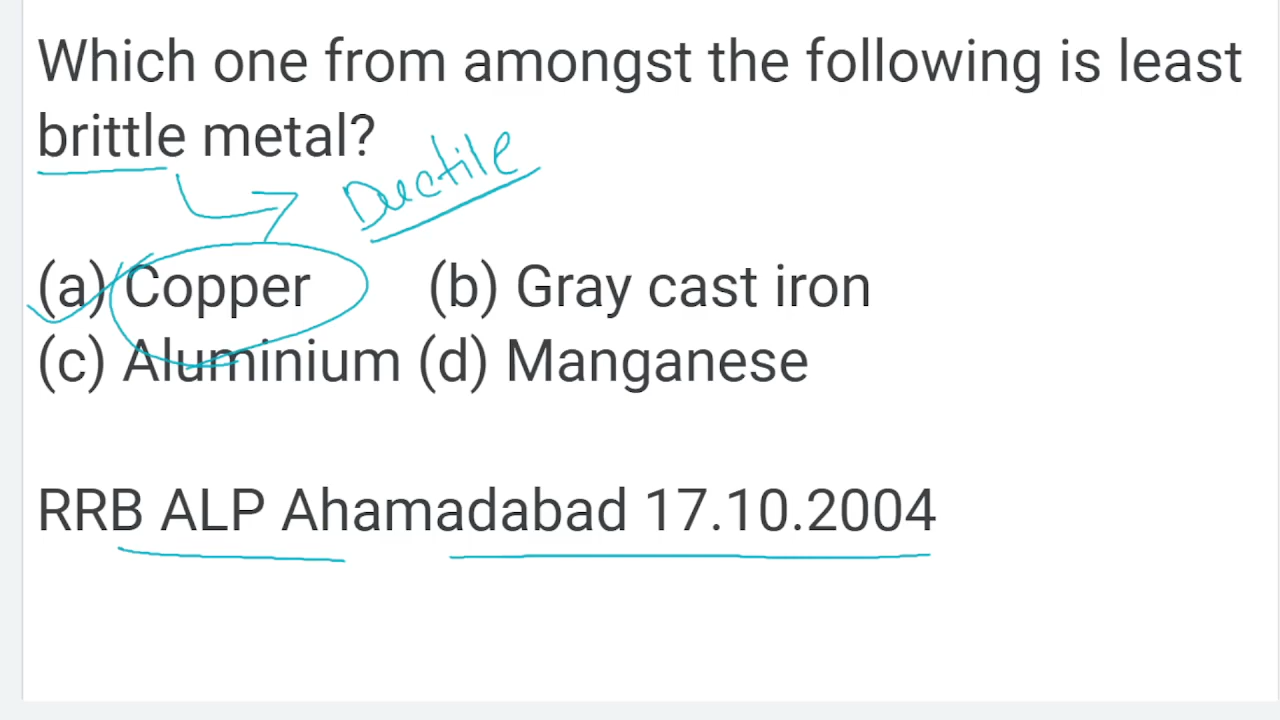 Which one from amongst the following is least
brittle metal?
Ductile
(a) Copper (b) Gray cast iron
(c) Aluminium (d) Manganese
RRB ALP Ahamadabad 17.10.2004